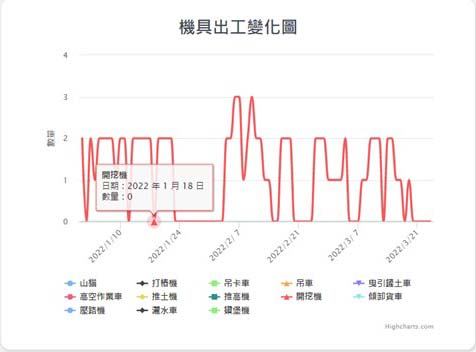 機具出工變化圖
4
3
2
1
0
數量
開挖機
日期：2022 年 1 月 18 日
數量：0
2022/1/10
2022/1/24
2022/2/ 7
2022/2/21
2022/3/ 7
2022/3/21
山貓 打樁機 吊卡車 吊車 曳引鏟土車
高空作業車 推土機 推高機 開挖機 傾卸貨車
壓路機 灑水車 破堡機
Highcharts.com